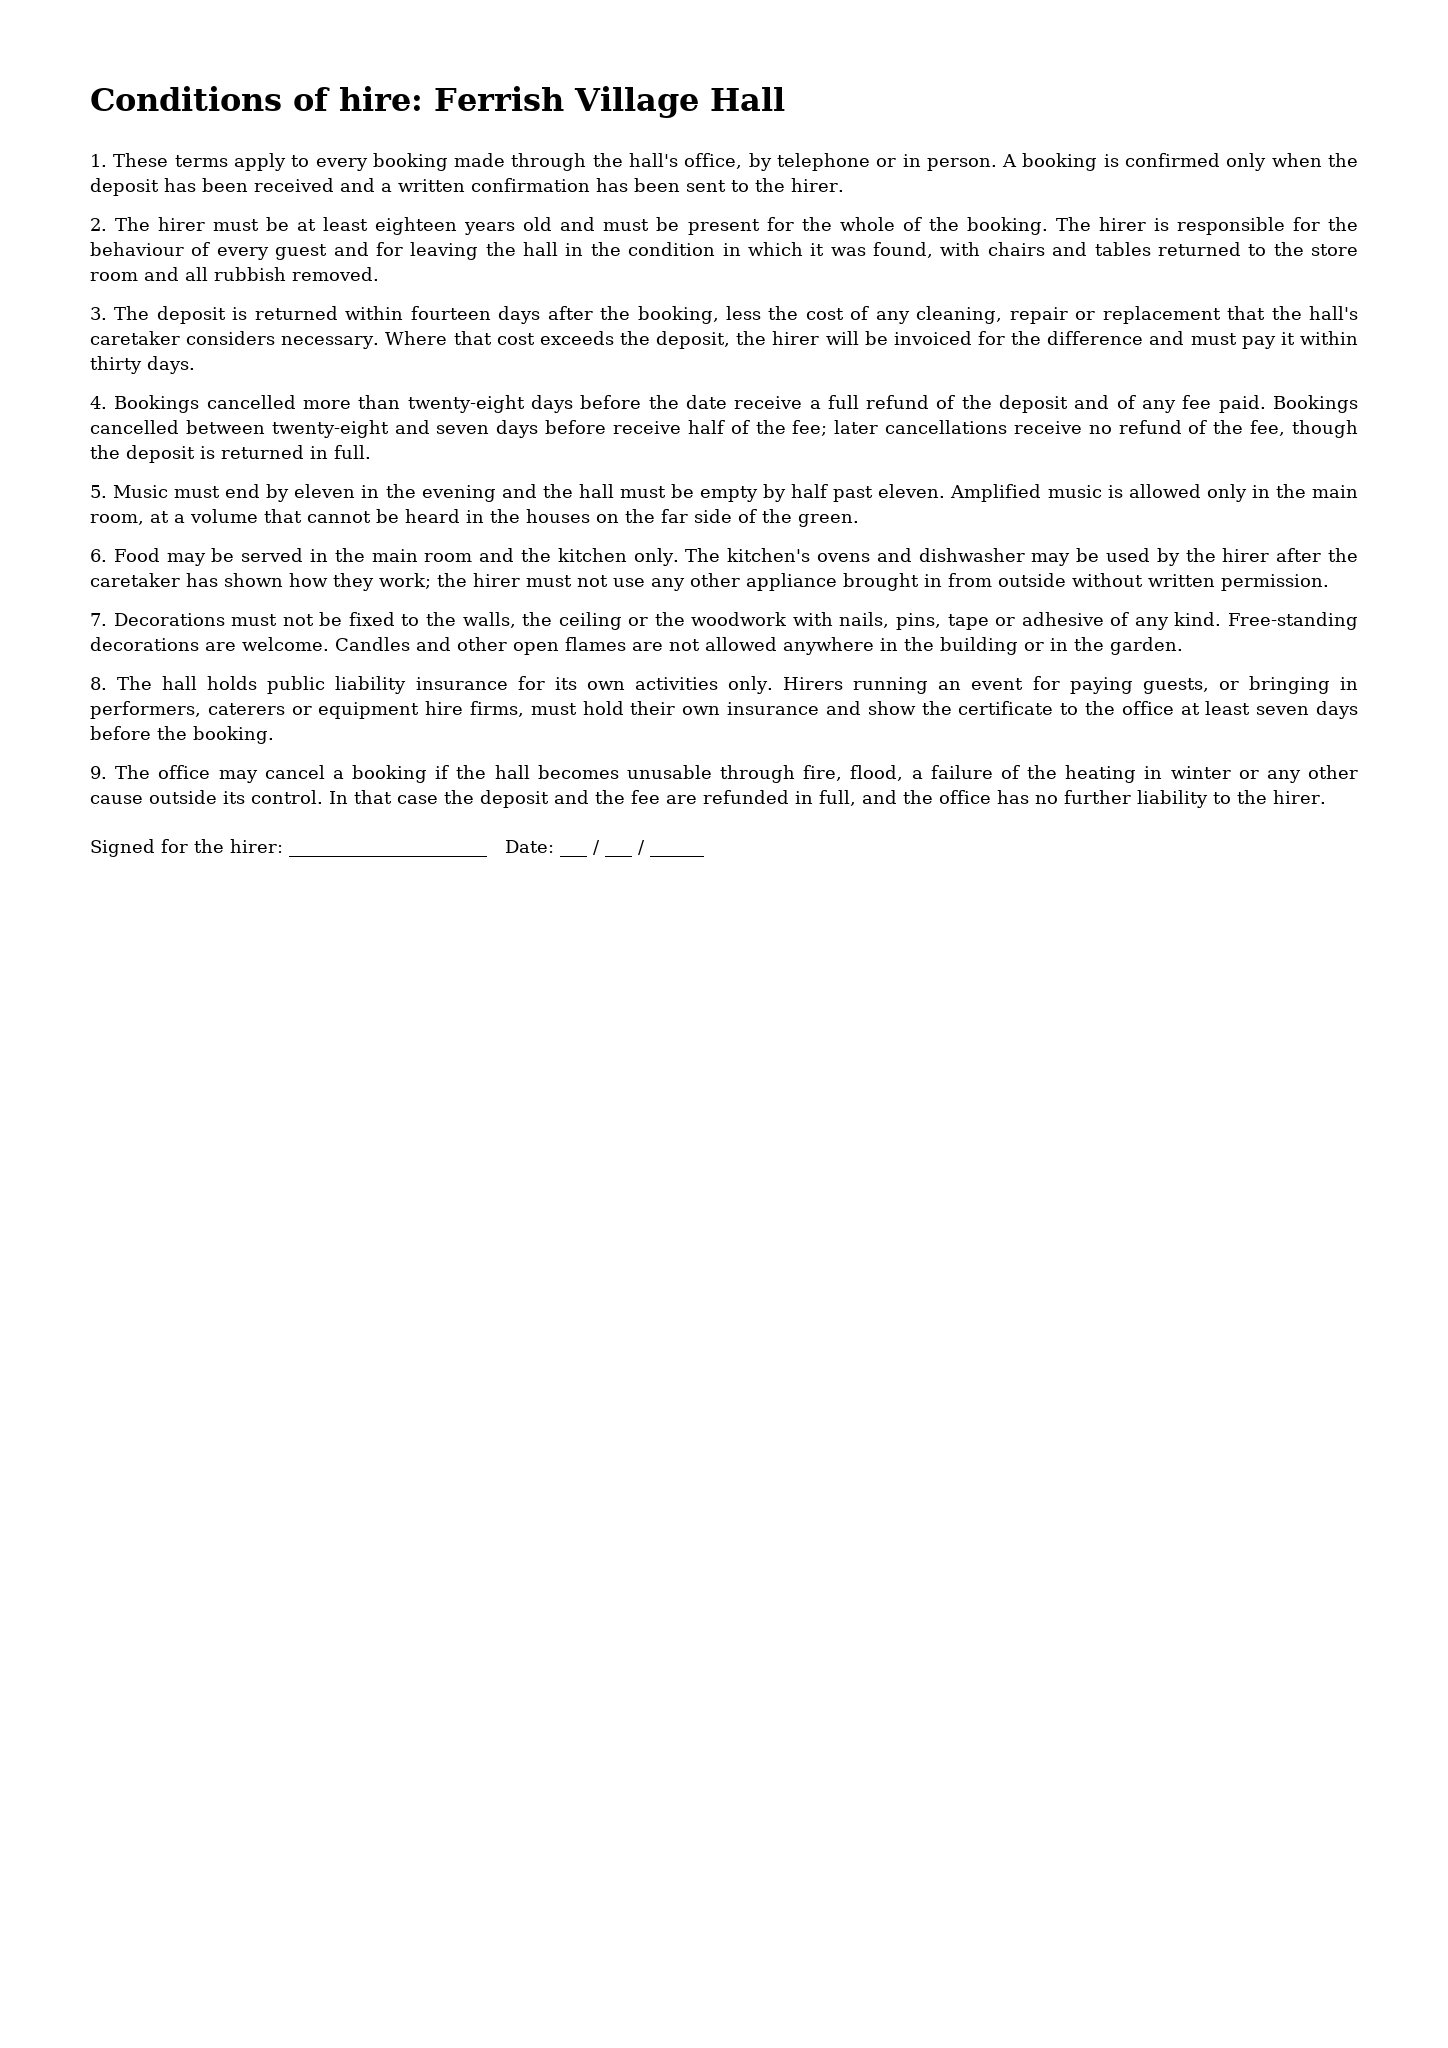 Conditions of hire: Ferrish Village Hall
1. These terms apply to every booking made through the hall's office, by telephone or in person. A booking is confirmed only when the
deposit has been received and a written confirmation has been sent to the hirer.
2. The hirer must be at least eighteen years old and must be present for the whole of the booking. The hirer is responsible for the
behaviour of every guest and for leaving the hall in the condition in which it was found, with chairs and tables returned to the store
room and all rubbish removed.
3. The deposit is returned within fourteen days after the booking, less the cost of any cleaning, repair or replacement that the hall's
caretaker considers necessary. Where that cost exceeds the deposit, the hirer will be invoiced for the difference and must pay it within
thirty days.
4. Bookings cancelled more than twenty-eight days before the date receive a full refund of the deposit and of any fee paid. Bookings
cancelled between twenty-eight and seven days before receive half of the fee; later cancellations receive no refund of the fee, though
the deposit is returned in full.
5. Music must end by eleven in the evening and the hall must be empty by half past eleven. Amplified music is allowed only in the main
room, at a volume that cannot be heard in the houses on the far side of the green.
6. Food may be served in the main room and the kitchen only. The kitchen's ovens and dishwasher may be used by the hirer after the
caretaker has shown how they work; the hirer must not use any other appliance brought in from outside without written permission.
7. Decorations must not be fixed to the walls, the ceiling or the woodwork with nails, pins, tape or adhesive of any kind. Free-standing
decorations are welcome. Candles and other open flames are not allowed anywhere in the building or in the garden.
8. The hall holds public liability insurance for its own activities only. Hirers running an event for paying guests, or bringing in
performers, caterers or equipment hire firms, must hold their own insurance and show the certificate to the office at least seven days
before the booking.
9. The office may cancel a booking if the hall becomes unusable through fire, flood, a failure of the heating in winter or any other
cause outside its control. In that case the deposit and the fee are refunded in full, and the office has no further liability to the hirer.
Signed for the hirer: ______________________ Date: ___ / ___ / ______